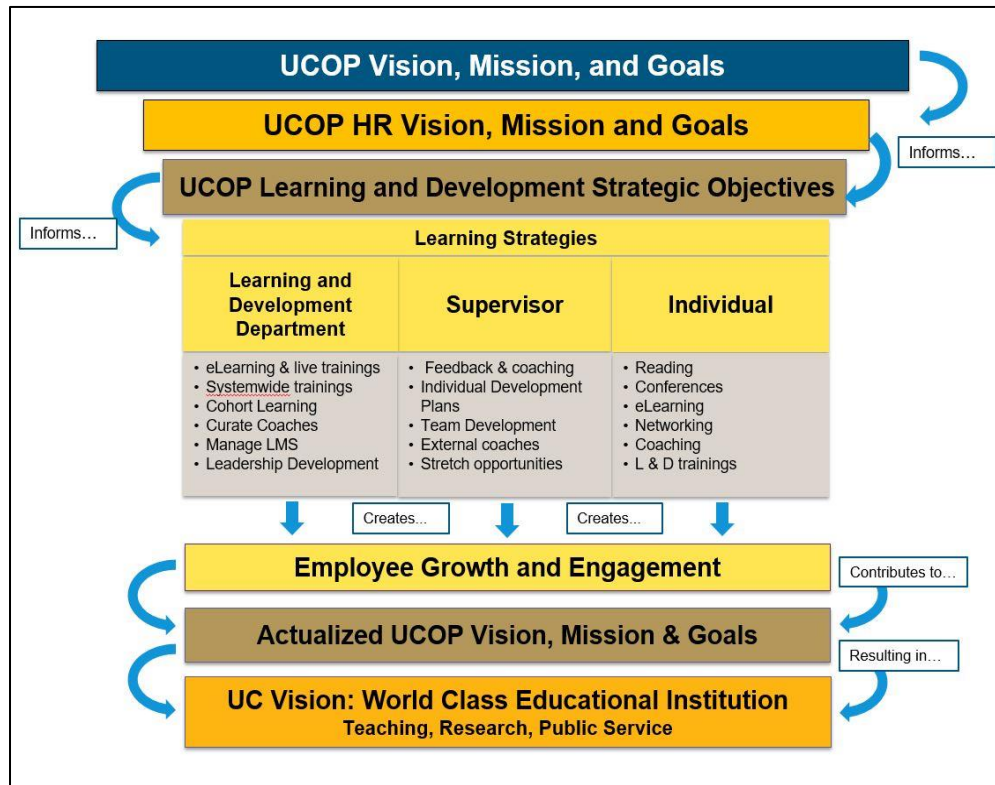 UCOP Vision, Mission, and Goals
UCOP HR Vision, Mission and Goals
Informs…
UCOP Learning and Development Strategic Objectives
Informs…
Learning Strategies
Learning and
Development
Department
Supervisor
Individual
• eLearning & live trainings
• Systemwide trainings
• Cohort Learning
• Curate Coaches
• Manage LMS
• Leadership Development
• Feedback & coaching
• Individual Development
Plans
• Team Development
• External coaches
• Stretch opportunities
• Reading
• Conferences
• eLearning
• Networking
• Coaching
• L & D trainings
Creates...
Creates...
Employee Growth and Engagement
Contributes to…
Actualized UCOP Vision, Mission & Goals
Resulting in…
UC Vision: World Class Educational Institution
Teaching, Research, Public Service